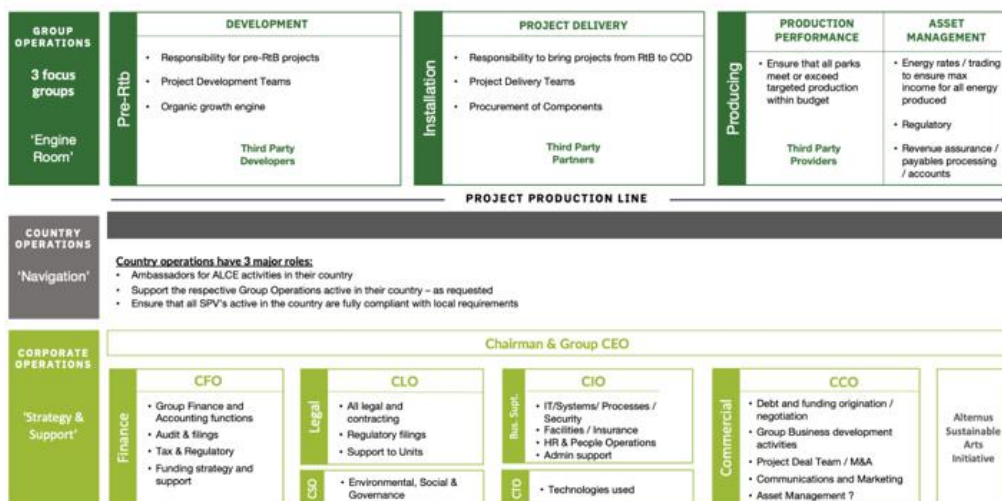 GROUP
OPERATIONS
3 focus
groups
'Engine
Room'
Pre-Rtb
DEVELOPMENT
• Responsibility for pre-RtB projects
• Project Development Teams
• Organic growth engine
Third Party
Developers
Installation
PROJECT DELIVERY
• Responsibility to bring projects from RtB to COD
• Project Delivery Teams
• Procurement of Components
Third Party
Partners
Producing
PRODUCTION
PERFORMANCE
• Ensure that all parks
meet or exceed
targeted production
within budget
Third Party
Providers
ASSET
MANAGEMENT
• Energy rates / trading
to ensure max
income for all energy
produced
• Regulatory
• Revenue assurance /
payables processing
/ accounts
PROJECT PRODUCTION LINE
COUNTRY
OPERATIONS
'Navigation'
Country operations have 3 major roles:
• Ambassadors for ALCE activities in their country
• Support the respective Group Operations active in their country – as requested
• Ensure that all SPV's active in the country are fully compliant with local requirements
CORPORATE
OPERATIONS
'Strategy &
Support'
Chairman & Group CEO
Finance
CFO
• Group Finance and
Accounting functions
• Audit & filings
• Tax & Regulatory
• Funding strategy and
support
Legal
CLO
• All legal and
contracting
• Regulatory filings
• Support to Units
CSO
• Environmental, Social &
Governance
Bus. Supt.
CIO
• IT/Systems/ Processes /
Security
• Facilities / Insurance
• HR & People Operations
• Admin support
CTO
• Technologies used
Commercial
CCO
• Debt and funding origination /
negotiation
• Group Business development
activities
• Project Deal Team / M&A
• Communications and Marketing
• Asset Management ?
Alternus
Sustainable
Arts
Initiative